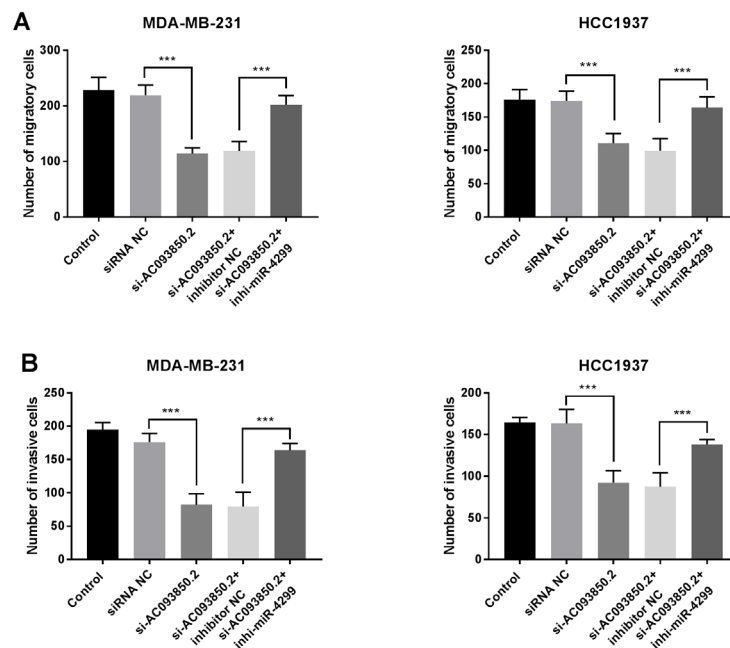 A
MDA-MB-231
Number of migratory cells
300
200
100
0
***
***
Control
siRNA NC
si-AC093850.2
si-AC093850.2+
inhibitor NC
si-AC093850.2+
inhi-miR-4299
HCC1937
Number of migratory cells
250
200
150
100
50
0
***
***
Control
siRNA NC
si-AC093850.2
si-AC093850.2+
inhibitor NC
si-AC093850.2+
inhi-miR-4299
B
MDA-MB-231
Number of invasive cells
250
200
150
100
50
0
***
***
Control
siRNA NC
si-AC093850.2
si-AC093850.2+
inhibitor NC
si-AC093850.2+
inhi-miR-4299
HCC1937
Number of invasive cells
200
150
100
50
0
***
***
Control
siRNA NC
si-AC093850.2
si-AC093850.2+
inhibitor NC
si-AC093850.2+
inhi-miR-4299